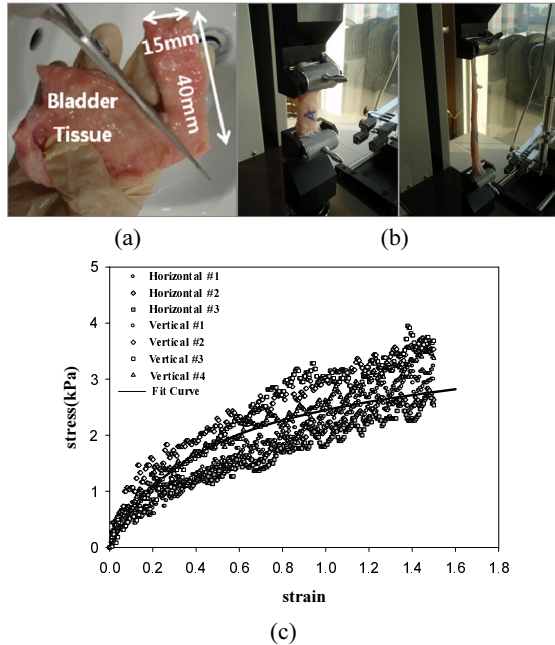 15mm
40mm
Bladder
Tissue
(a)
(b)
5
4
3
2
1
0
stress(kPa)
Horizontal #1
Horizontal #2
Horizontal #3
Vertical #1
Vertical #2
Vertical #3
Vertical #4
Fit Curve
0.0 0.2 0.4 0.6 0.8 1.0 1.2 1.4 1.6 1.8
strain
(c)